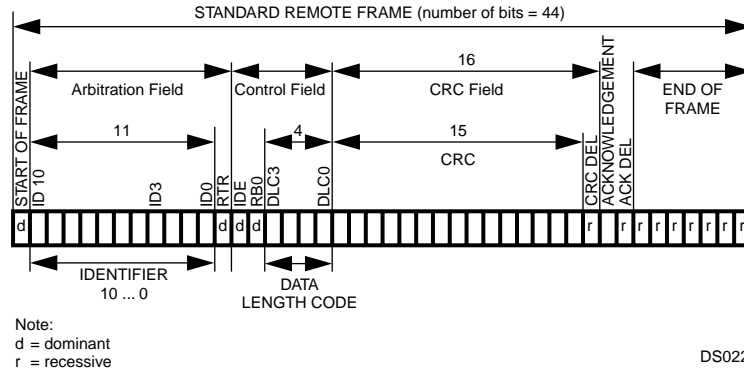 STANDARD REMOTE FRAME (number of bits = 44)
16
Arbitration Field
Control Field
CRC Field
END OF
FRAME
11
4
15
CRC
START OF FRAME
ID 10
ID3
ID0
RTR
IDE
RB0
DLC3
DLC0
CRC DEL
ACKNOWLEDGEMENT
ACK DEL
d d d d r r r r r r r r r
IDENTIFIER
10 ... 0
DATA
LENGTH CODE
Note:
d = dominant
r = recessive
DS022